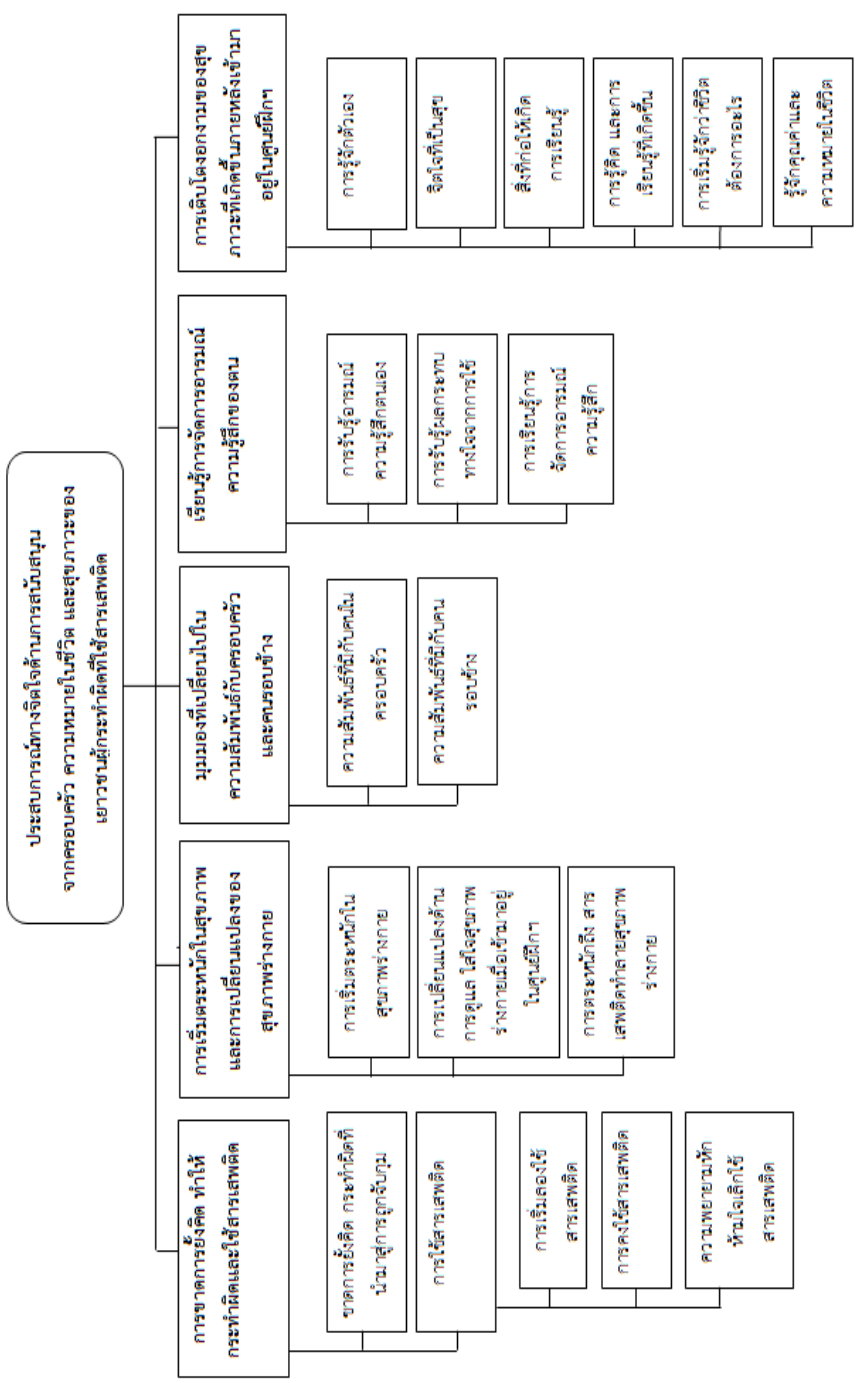 ประสบการณ์ทางจิตใจด้านการสนับสนุน
จากครอบครัว ความหมายในชีวิต และสุขภาวะของ
เยาวชนผู้กระทำผิดที่ใช้สารเสพติด
การขาดการยั้งคิด ทำให้
กระทำผิดและใช้สารเสพติด
ขาดการยั้งคิด กระทำผิดที่
นำมาสู่การถูกจับกุม
การใช้สารเสพติด
การเริ่มลองใช้
สารเสพติด
การคงใช้สารเสพติด
ความพยายามหัก
ห้ามใจเลิกใช้
สารเสพติด
การเริ่มตระหนักในสุขภาพ
และการเปลี่ยนแปลงของ
สุขภาพร่างกาย
การเริ่มตระหนักใน
สุขภาพร่างกาย
การเปลี่ยนแปลงด้าน
การดูแล ใส่ใจสุขภาพ
ร่างกายเมื่อเข้ามาอยู่
ในศูนย์ฝึกฯ
การตระหนักถึง สาร
เสพติดทำลายสุขภาพ
ร่างกาย
มุมมองที่เปลี่ยนไปใน
ความสัมพันธ์กับครอบครัว
และคนรอบข้าง
ความสัมพันธ์ที่มีกับคนใน
ครอบครัว
ความสัมพันธ์ที่มีกับคน
รอบข้าง
เรียนรู้การจัดการอารมณ์
ความรู้สึกของตน
การรับรู้อารมณ์
ความรู้สึกตนเอง
การรับรู้ผลกระทบ
ทางใจจากการใช้
การเรียนรู้การ
จัดการอารมณ์
ความรู้สึก
การเติบโตงอกงามของสุข
ภาวะที่เกิดขึ้นภายหลังเข้ามา
อยู่ในศูนย์ฝึกฯ
การรู้จักตัวเอง
จิตใจที่เป็นสุข
สิ่งที่ก่อให้เกิด
การเรียนรู้
การรู้คิด และการ
เรียนรู้ที่เกิดขึ้น
การเริ่มรู้จักว่าชีวิต
ต้องการอะไร
รู้จักคุณค่าและ
ความหมายในชีวิต